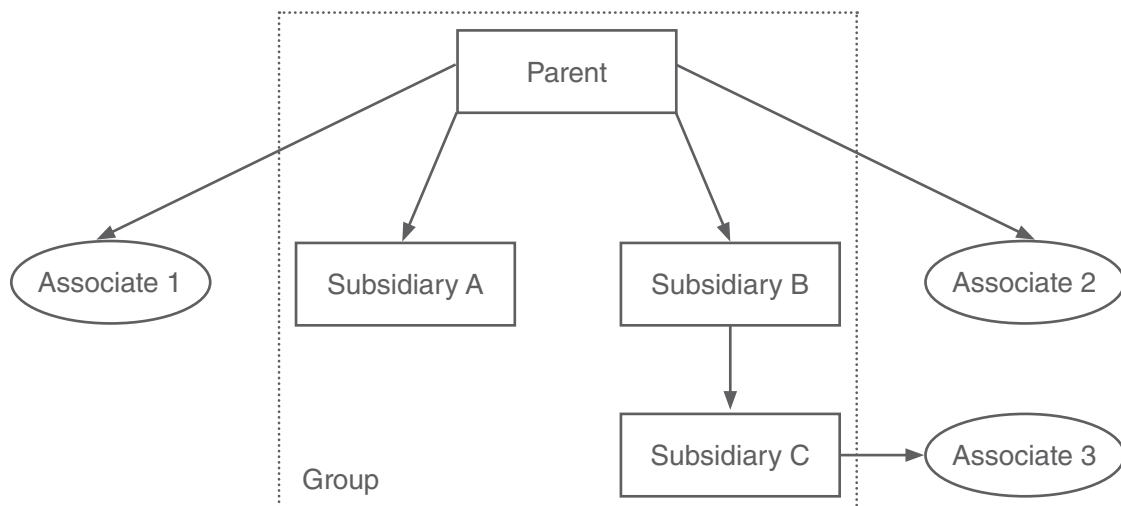 Parent
Associate 1
Subsidiary A
Subsidiary B
Associate 2
Subsidiary C
Associate 3
Group